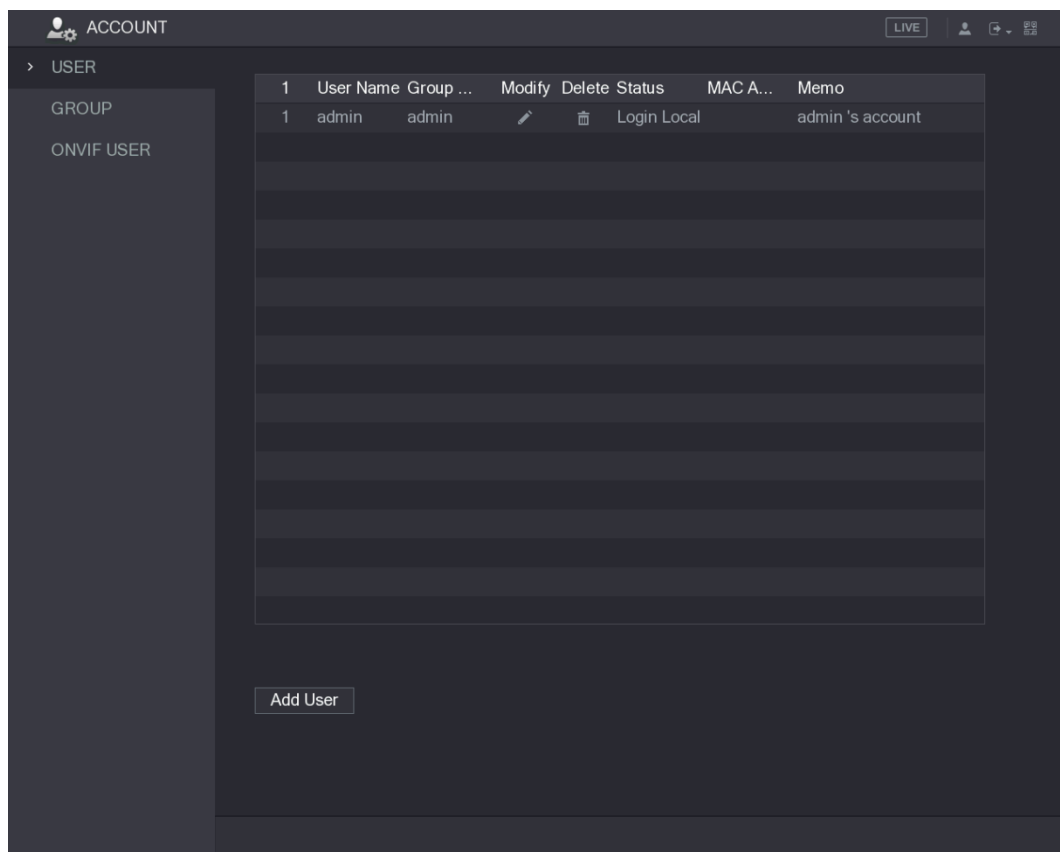 ACCOUNT LIVE
USER
GROUP
ONVIF USER
1 User Name Group ... Modify Delete Status MAC A... Memo
1 admin admin Login Local admin 's account
Add User